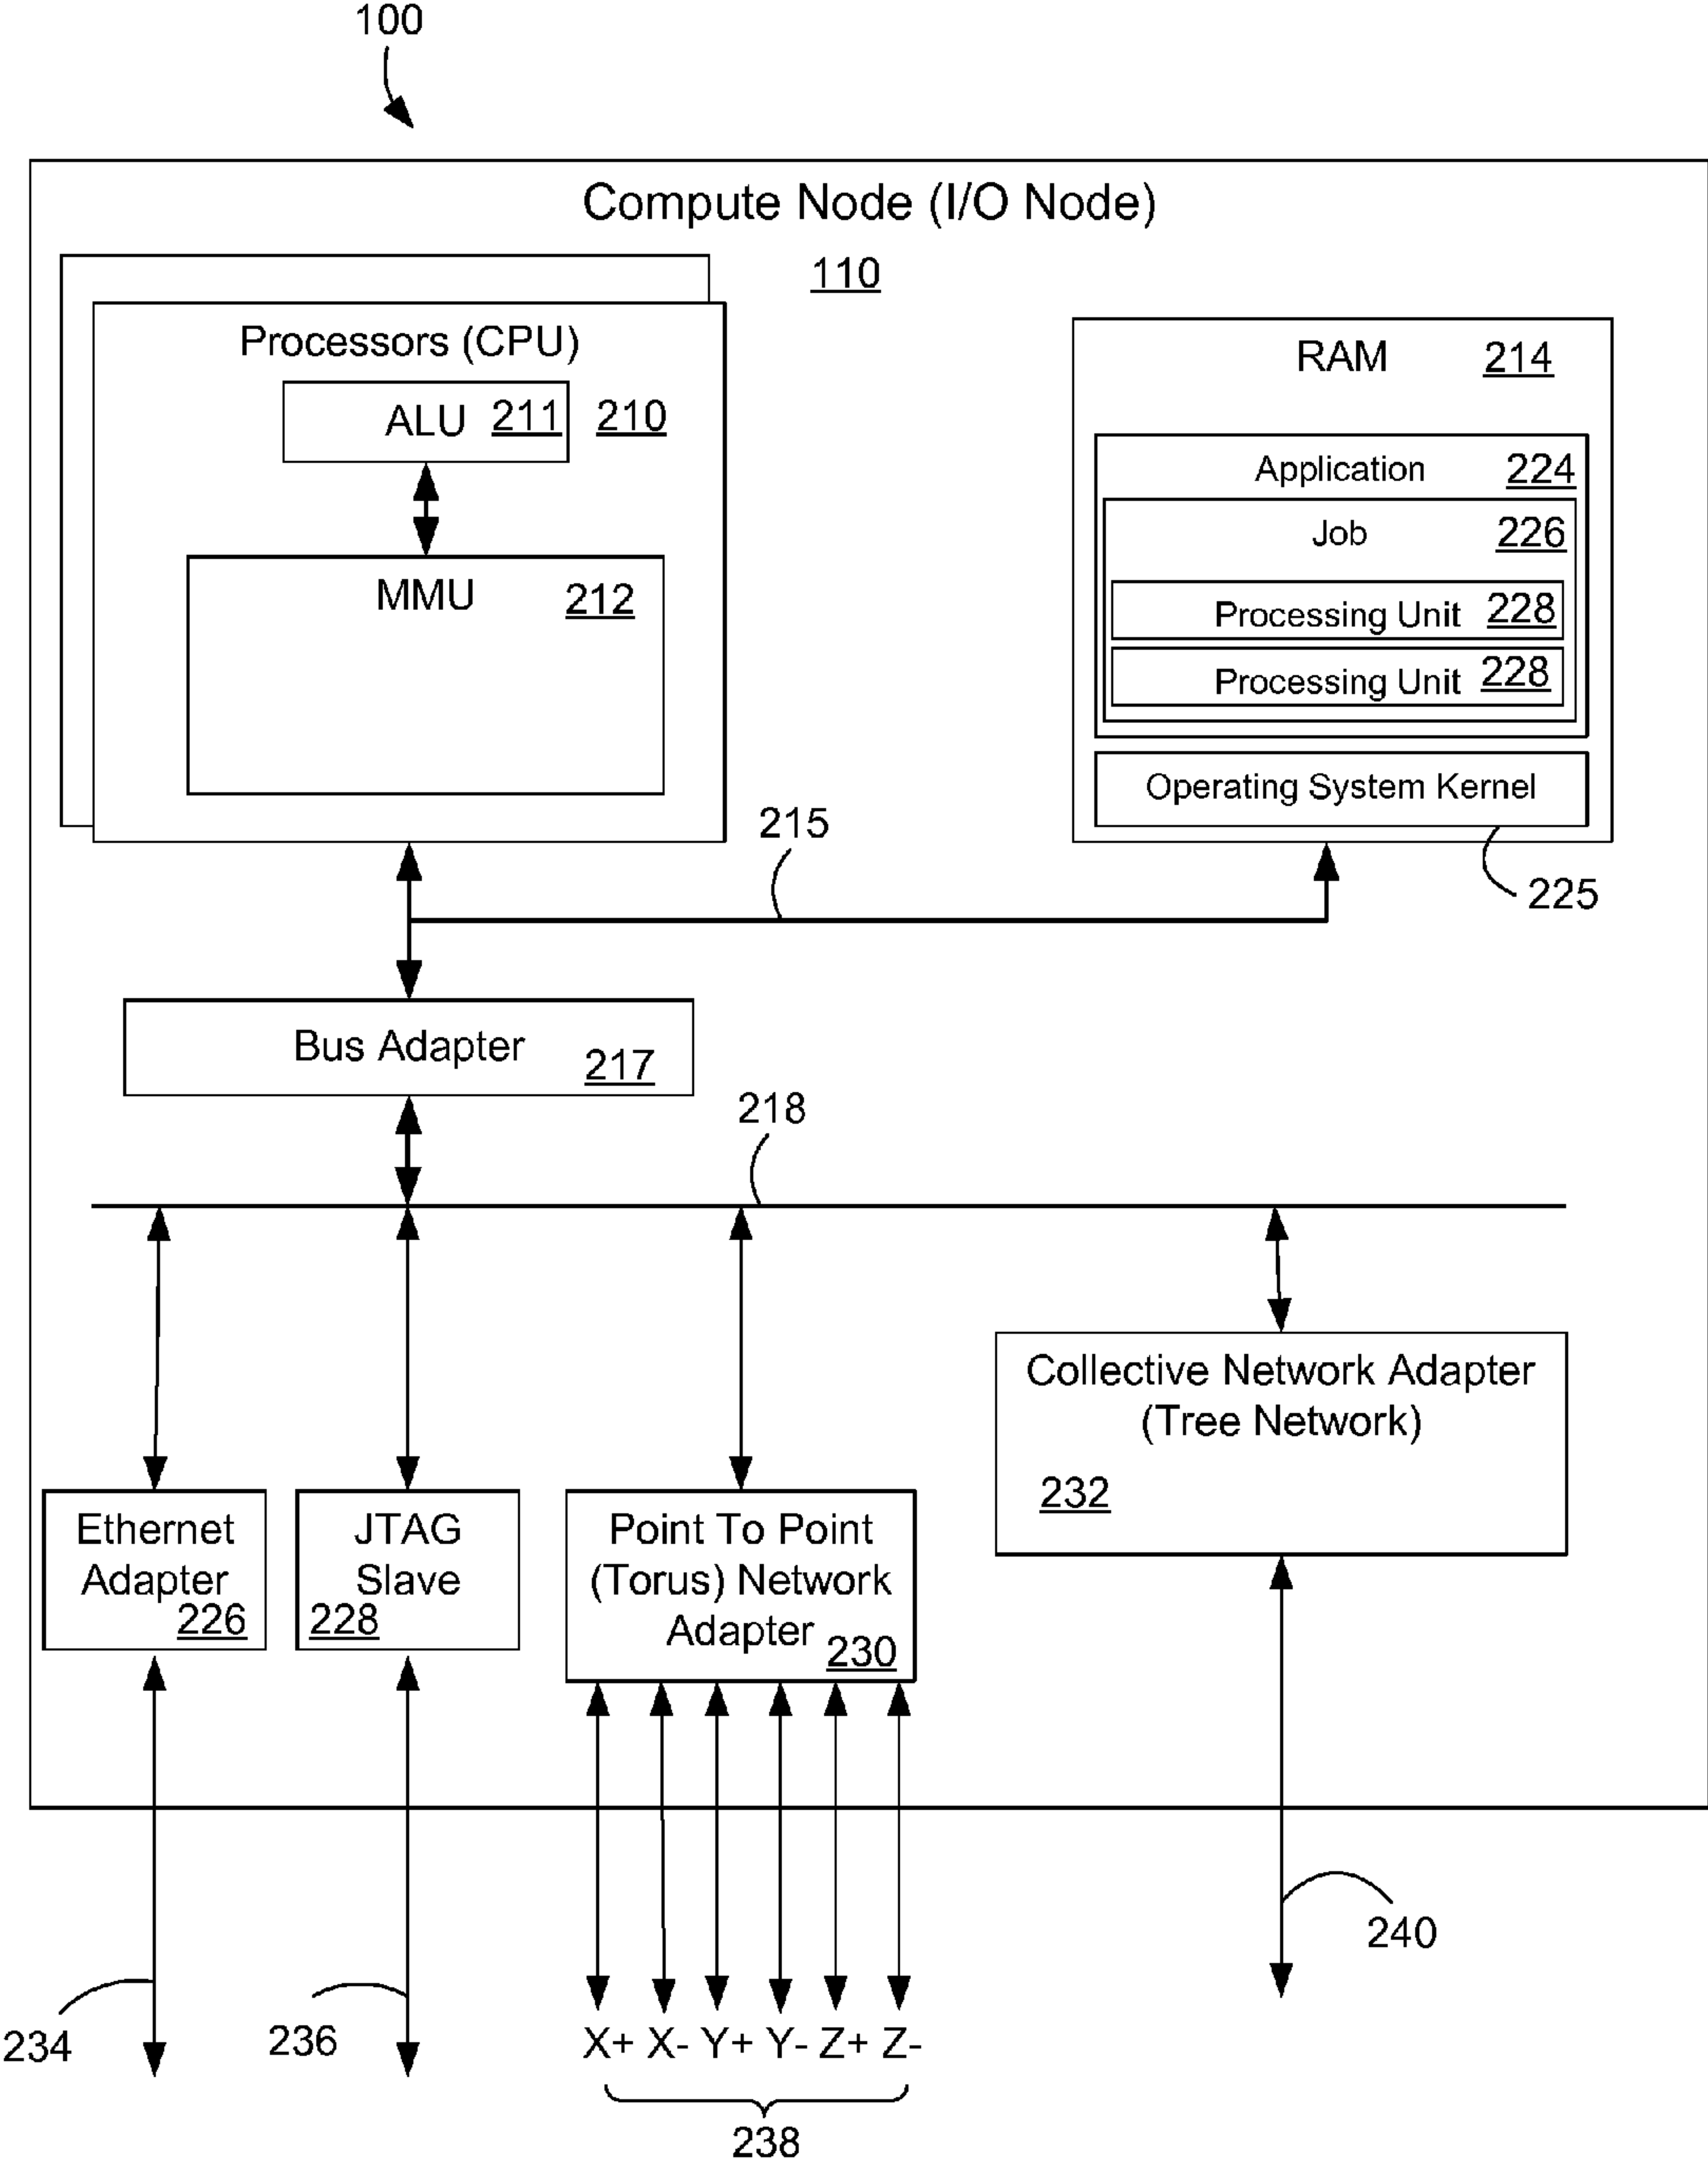 100
Compute Node (I/O Node)
110
Processors (CPU)
ALU 211 210
MMU 212
RAM 214
Application 224
Job 226
Processing Unit 228
Processing Unit 228
Operating System Kernel
225
215
Bus Adapter 217
218
Collective Network Adapter
(Tree Network)
232
Ethernet
Adapter
226
JTAG
Slave
228
Point To Point
(Torus) Network
Adapter
230
240
234
236
X+ X- Y+ Y- Z+ Z-
238